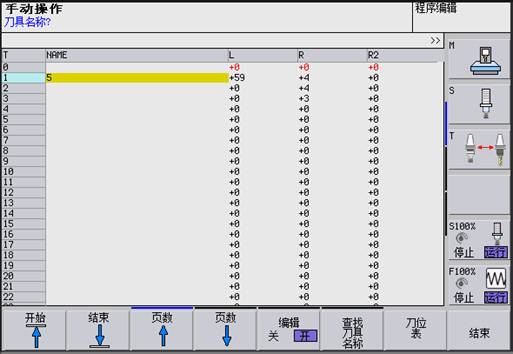 手动操作
程序编辑
刀具名称?
>>
T NAME L R R2
0 +0 +0 +0
1 5 +59 +4 +0
2 +0 +4 +0
3 +0 +3 +0
4 +0 +0 +0
5 +0 +0 +0
6 +0 +0 +0
7 +0 +0 +0
8 +0 +0 +0
9 +0 +0 +0
10 +0 +0 +0
11 +0 +0 +0
12 +0 +0 +0
13 +0 +0 +0
14 +0 +0 +0
15 +0 +0 +0
16 +0 +0 +0
17 +0 +0 +0
18 +0 +0 +0
19 +0 +0 +0
20 +0 +0 +0
21 +0 +0 +0
22 +0 +0 +0
M
S
T
S100%
停止 运行
F100%
停止 运行
开始
结束
页数
页数
编辑
关 开
查找
刀具
名称
刀位
表
结束